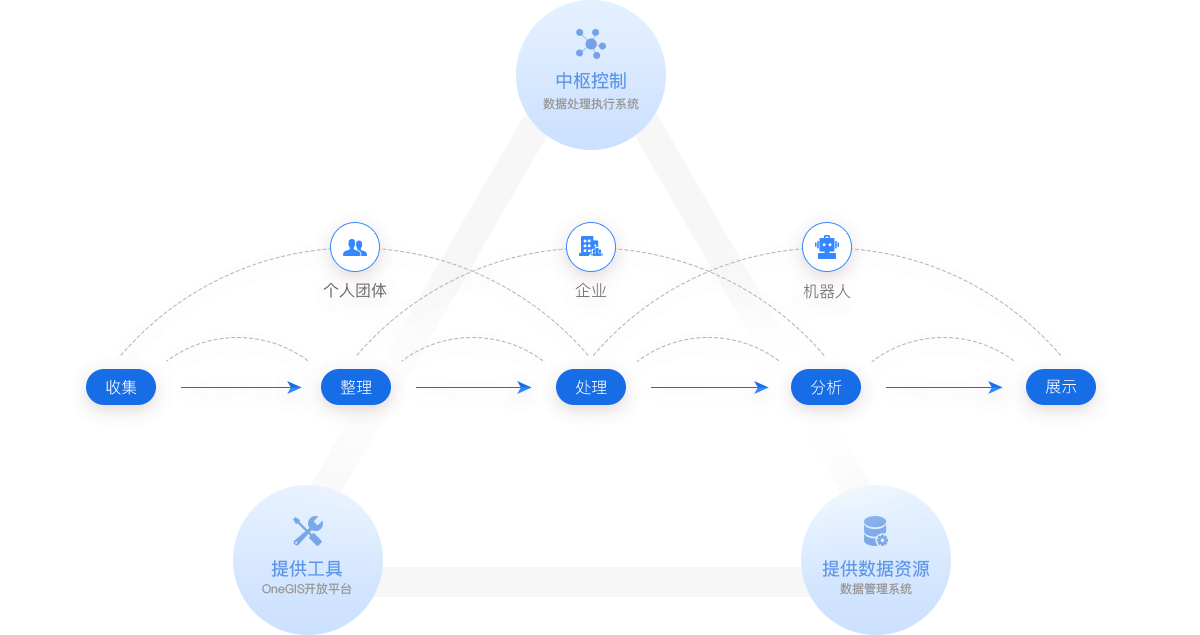 中枢控制
数据处理执行系统
个人团体
企业
机器人
收集
整理
处理
分析
展示
提供工具
OneGIS开放平台
提供数据资源
数据管理系统